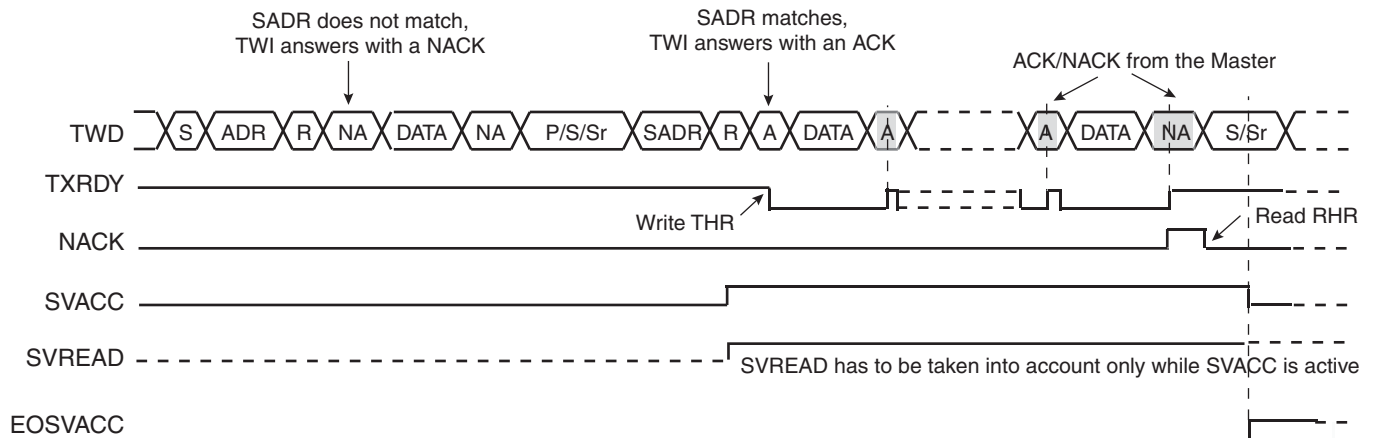 SADR does not match,
TWI answers with a NACK
SADR matches,
TWI answers with an ACK
ACK/NACK from the Master
TWD S ADR R NA DATA NA P/S/Sr SADR R A DATA A A DATA NA S/Sr
TXRDY
Write THR
Read RHR
NACK
SVACC
SVREAD
SVREAD has to be taken into account only while SVACC is active
EOSVACC